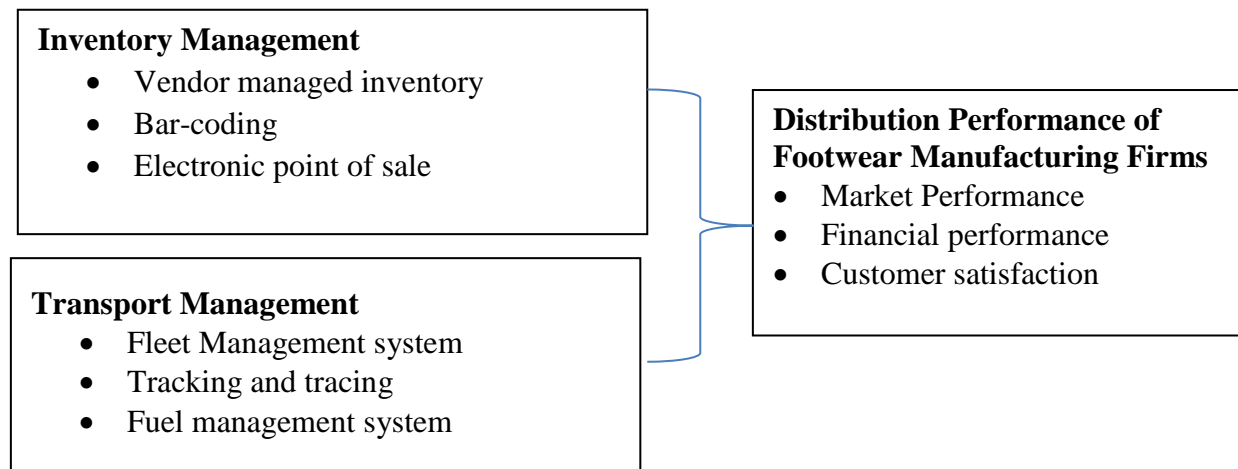 Inventory Management
• Vendor managed inventory
• Bar-coding
• Electronic point of sale
Transport Management
• Fleet Management system
• Tracking and tracing
• Fuel management system
Distribution Performance of
Footwear Manufacturing Firms
• Market Performance
• Financial performance
• Customer satisfaction